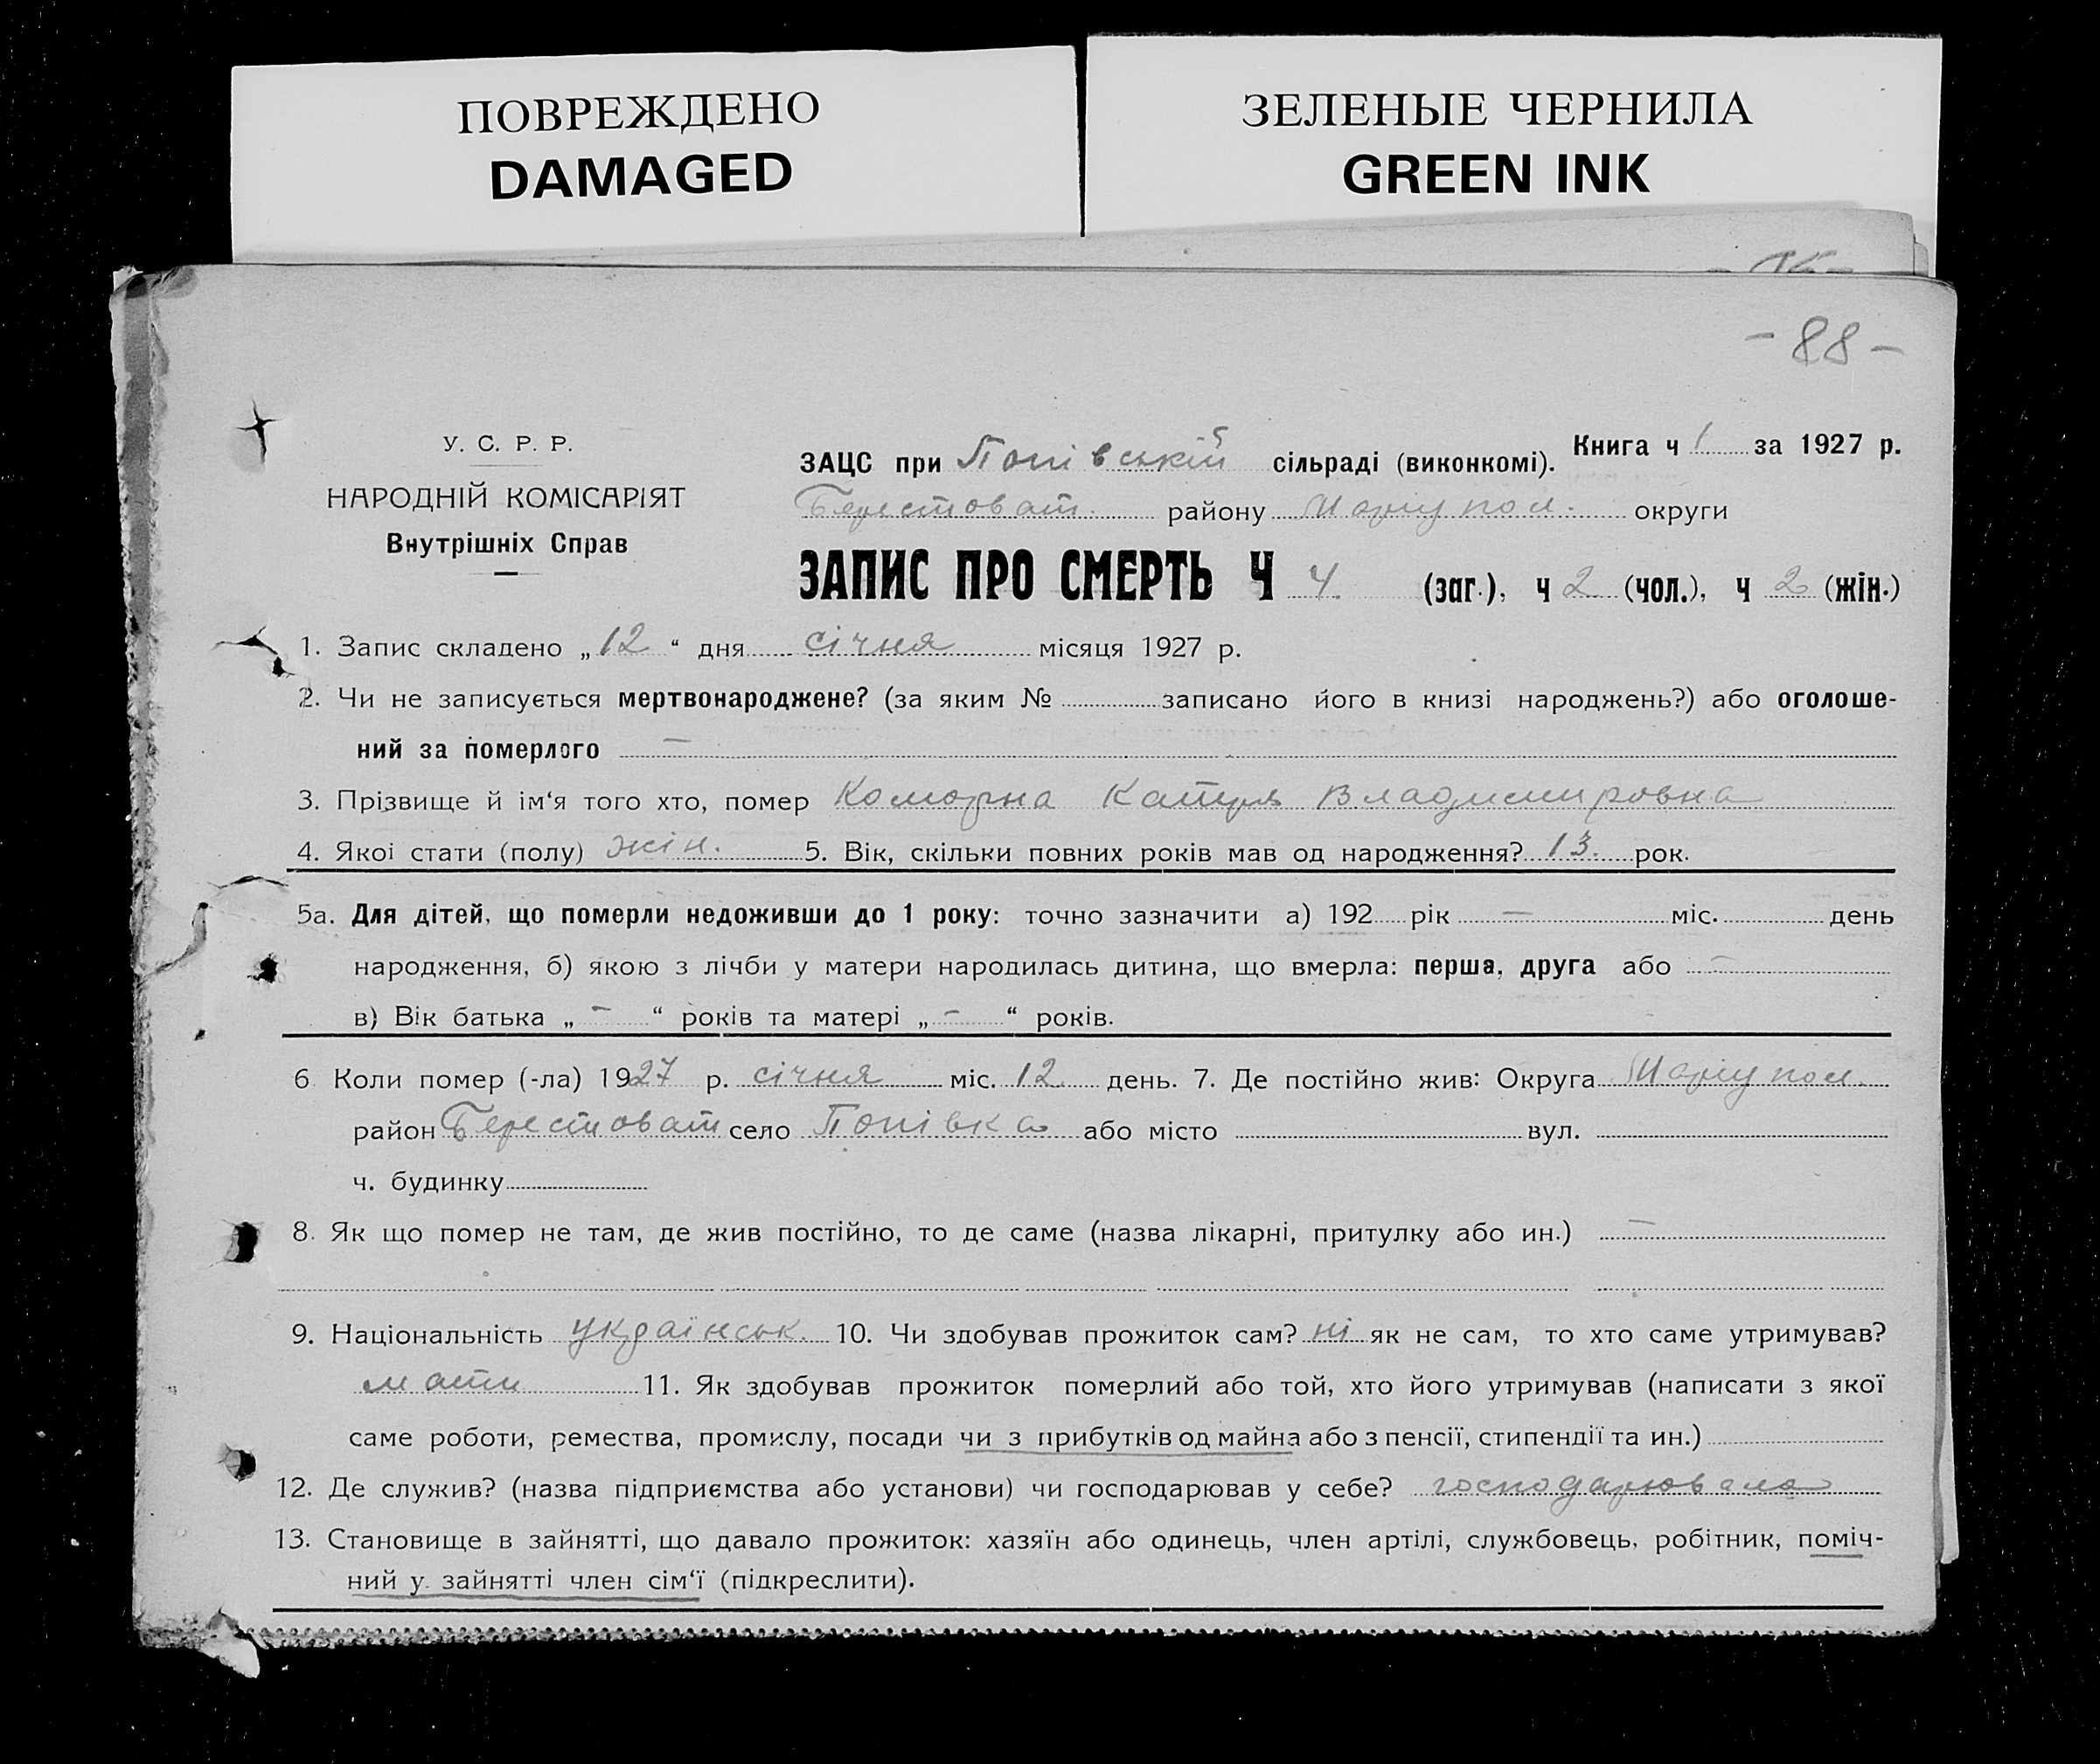 ПОВРЕЖДЕНО
DAMAGED
ЗЕЛЕНЫЕ ЧЕРНИЛА
GREEN INK
- 88 -
У. С. Р. Р.
НАРОДНІЙ КОМІСАРІЯТ
Внутрішніх Справ
ЗАЦС при Попівській сільраді (виконкомі). Книга ч 1 за 1927 р.
Берестоват. району Маріупол. округи
ЗАПИС ПРО СМЕРТЬ Ч 4 (заг.), ч 2 (чол.), ч 2 (жін.)
1. Запис складено „12“ дня січня місяця 1927 р.
2. Чи не записується мертвонароджене? (за яким № записано його в книзі народжень?) або оголоше-
ний за померлого —
3. Прізвище й ім‘я того хто, помер Катря Владимировна
4. Якої стати (полу) жін. 5. Вік, скільки повних років мав од народження? 13 рок.
5а. Для дітей, що померли недоживши до 1 року: точно зазначити а) 192 рік — міс. день
народження, б) якою з лічби у матери народилась дитина, що вмерла: перша, друга або —
в) Вік батька „ - “ років та матері „ - “ років.
6 Коли помер (-ла) 1927 р. січня міс. 12 день. 7. Де постійно жив: Округа Маріупол.
район Берестоват село Попівка або місто вул.
ч. будинку
8. Як що помер не там, де жив постійно, то де саме (назва лікарні, притулку або ин.) —
9. Національність українськ. 10. Чи здобував прожиток сам? ні як не сам, то хто саме утримував?
мати 11. Як здобував прожиток померлий або той, хто його утримував (написати з якої
саме роботи, ремества, промислу, посади чи з прибутків од майна або з пенсії, стипендії та ин.)
12. Де служив? (назва підприємства або установи) чи господарював у себе? господарювала
13. Становище в зайнятті, що давало прожиток: хазяїн або одинець, член артілі, службовець, робітник, поміч-
ний у зайнятті член сім‘ї (підкреслити).